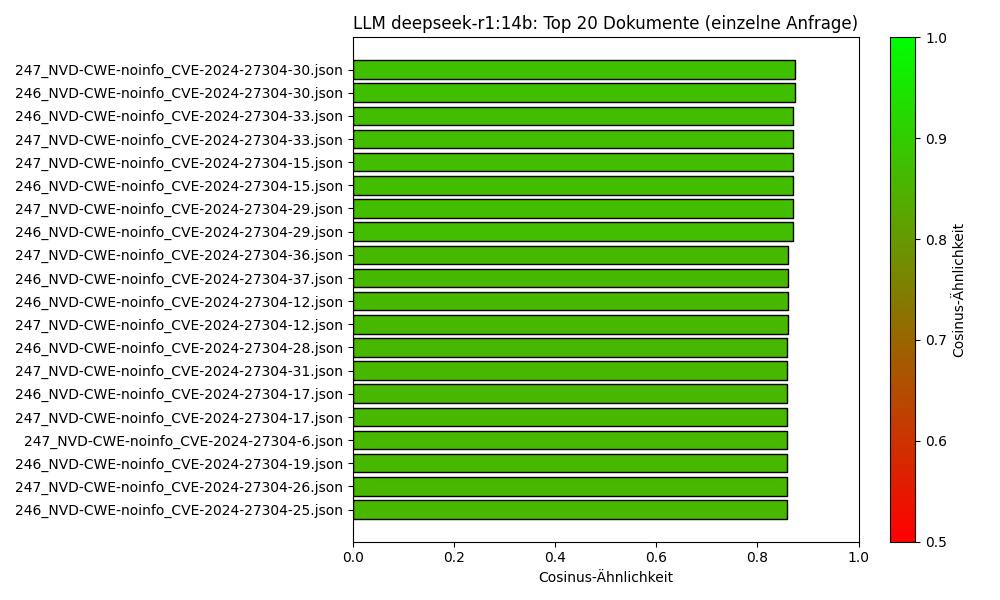 LLM deepseek-r1:14b: Top 20 Dokumente (einzelne Anfrage)
247_NVD-CWE-noinfo_CVE-2024-27304-30.json
246_NVD-CWE-noinfo_CVE-2024-27304-30.json
246_NVD-CWE-noinfo_CVE-2024-27304-33.json
247_NVD-CWE-noinfo_CVE-2024-27304-33.json
247_NVD-CWE-noinfo_CVE-2024-27304-15.json
246_NVD-CWE-noinfo_CVE-2024-27304-15.json
247_NVD-CWE-noinfo_CVE-2024-27304-29.json
246_NVD-CWE-noinfo_CVE-2024-27304-29.json
247_NVD-CWE-noinfo_CVE-2024-27304-36.json
246_NVD-CWE-noinfo_CVE-2024-27304-37.json
246_NVD-CWE-noinfo_CVE-2024-27304-12.json
247_NVD-CWE-noinfo_CVE-2024-27304-12.json
246_NVD-CWE-noinfo_CVE-2024-27304-28.json
247_NVD-CWE-noinfo_CVE-2024-27304-31.json
246_NVD-CWE-noinfo_CVE-2024-27304-17.json
247_NVD-CWE-noinfo_CVE-2024-27304-17.json
247_NVD-CWE-noinfo_CVE-2024-27304-6.json
246_NVD-CWE-noinfo_CVE-2024-27304-19.json
247_NVD-CWE-noinfo_CVE-2024-27304-26.json
246_NVD-CWE-noinfo_CVE-2024-27304-25.json
0.0 0.2 0.4 0.6 0.8 1.0
Cosinus-Ähnlichkeit
1.0
0.9
0.8
0.7
0.6
0.5
Cosinus-Ähnlichkeit